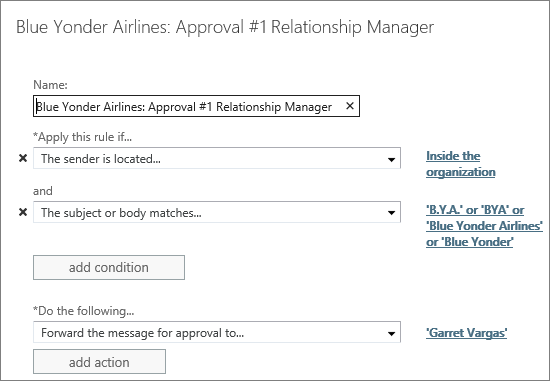 Blue Yonder Airlines: Approval #1 Relationship Manager
Name:
Blue Yonder Airlines: Approval #1 Relationship Manager ×
*Apply this rule if...
× The sender is located... Inside the
organization
and
× The subject or body matches... 'B.Y.A.' or 'BYA' or
'Blue Yonder Airlines'
or 'Blue Yonder'
add condition
*Do the following...
Forward the message for approval to... 'Garret Vargas'
add action